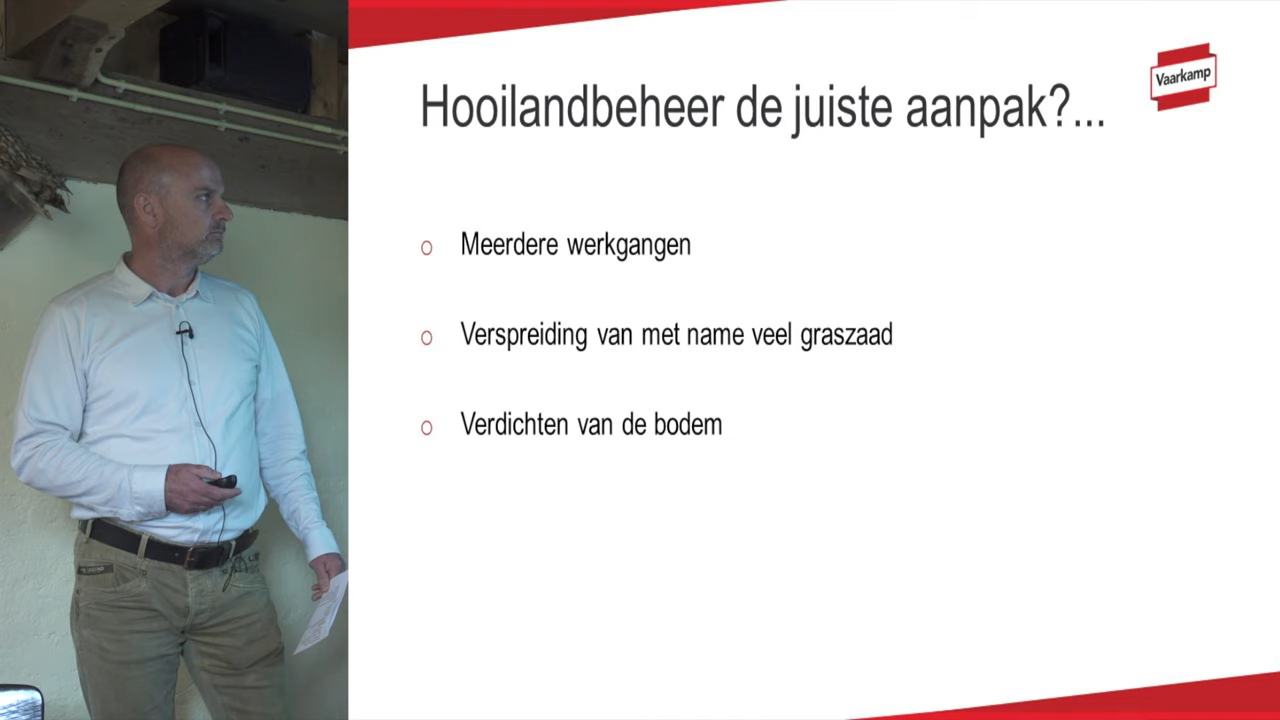 Vaarkamp
Hooilandbeheer de juiste aanpak?...
Meerdere werkgangen
Verspreiding van met name veel graszaad
Verdichten van de bodem